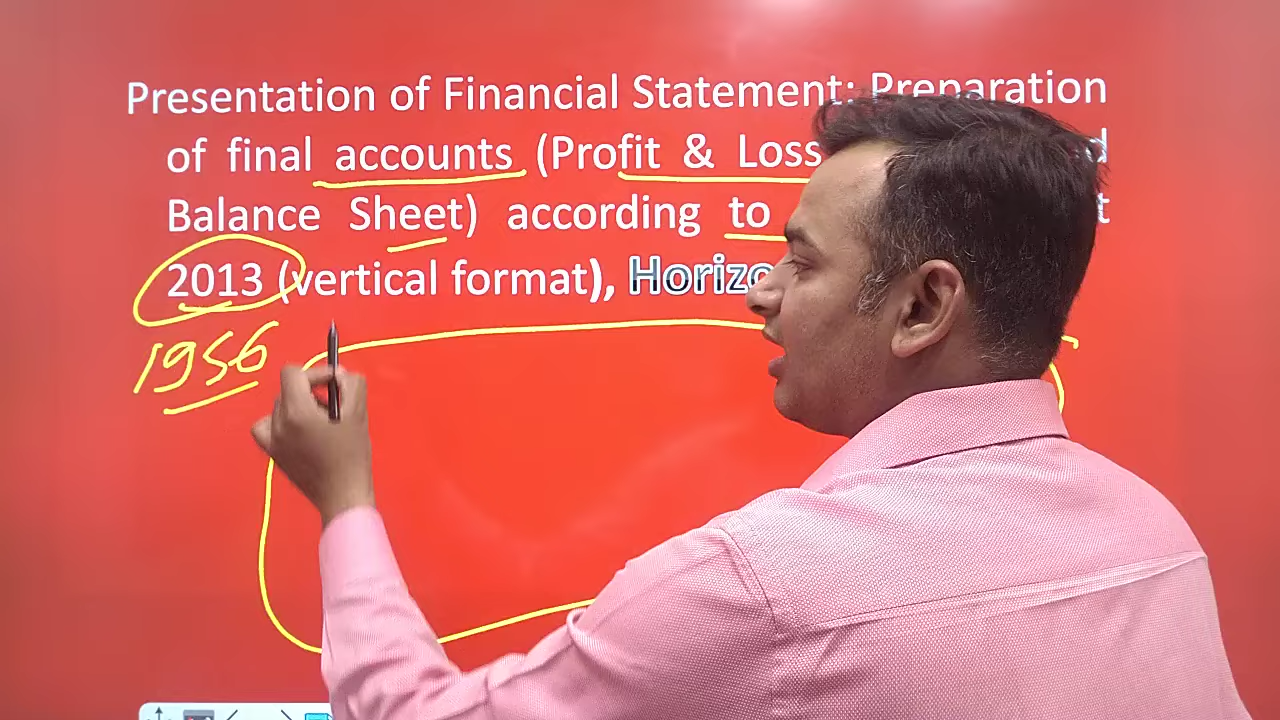 Presentation of Financial Statement: Preparation
of final accounts (Profit & Loss
Balance Sheet) according to
2013 (vertical format), Horizo
1956